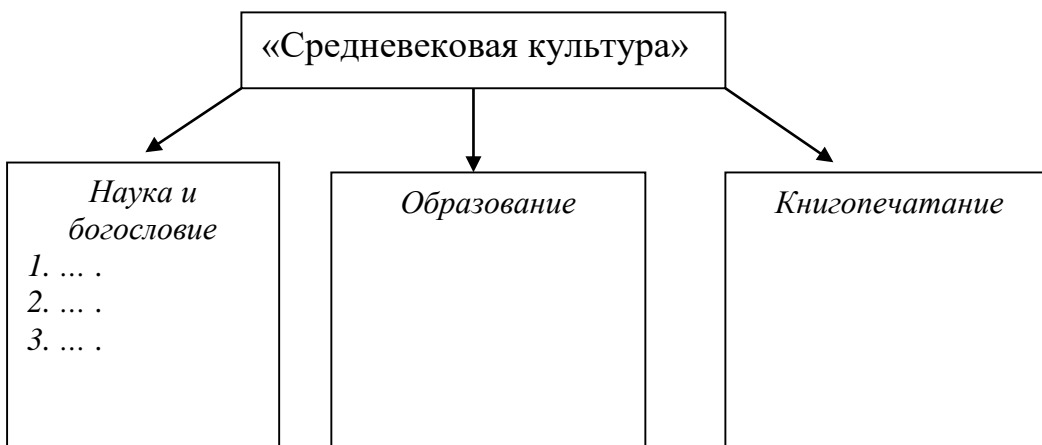 «Средневековая культура»
Наука и
богословие
1. … .
2. … .
3. … .
Образование
Книгопечатание